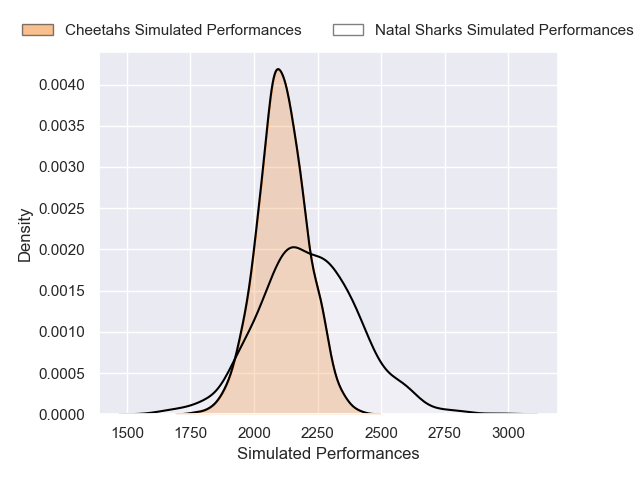 Cheetahs Simulated Performances
Natal Sharks Simulated Performances
0.0040
0.0035
0.0030
0.0025
0.0020
0.0015
0.0010
0.0005
0.0000
Density
1500 1750 2000 2250 2500 2750 3000
Simulated Performances